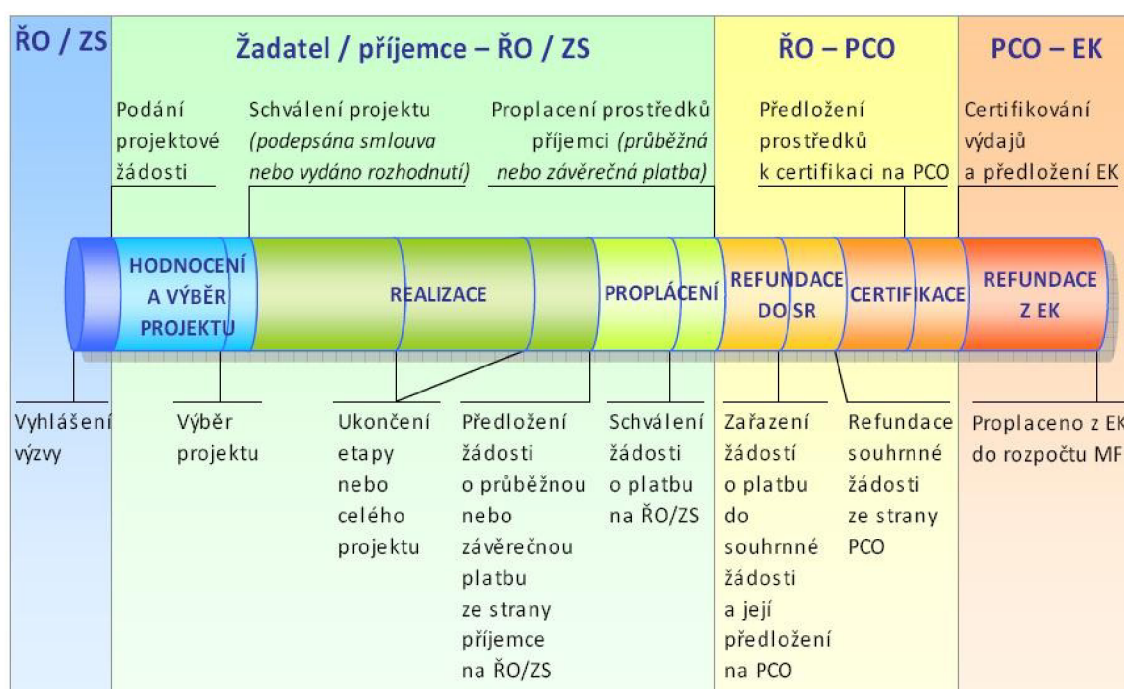 ŘO / ZS
Žadatel / příjemce – ŘO / ZS
ŘO – PCO
PCO – EK
Podání
projektové
žádosti
Schválení projektu
(podepsána smlouva
nebo vydáno rozhodnutí)
Proplacení prostředků
příjemci (průběžná
nebo závěrečná platba)
Předložení
prostředků
k certifikaci na PCO
Certifikování
výdajů
a předložení EK
HODNOCENÍ
A VÝBĚR
PROJEKTU
REALIZACE
PROPLÁCENÍ
REFUNDACE
DO SR
CERTIFIKACE
REFUNDACE
Z EK
Vyhlášení
výzvy
Výběr
projektu
Ukončení
etapy
nebo
celého
projektu
Předložení
žádosti
o průběžnou
nebo
závěrečnou
platbu
ze strany
příjemce
na ŘO/ZS
Schválení
žádosti
o platbu
na ŘO/ZS
Zařazení
žádostí
o platbu
do
souhrnné
žádosti
a její
předložení
na PCO
Refundace
souhrnné
žádosti
ze strany
PCO
Proplaceno z EK
do rozpočtu MF